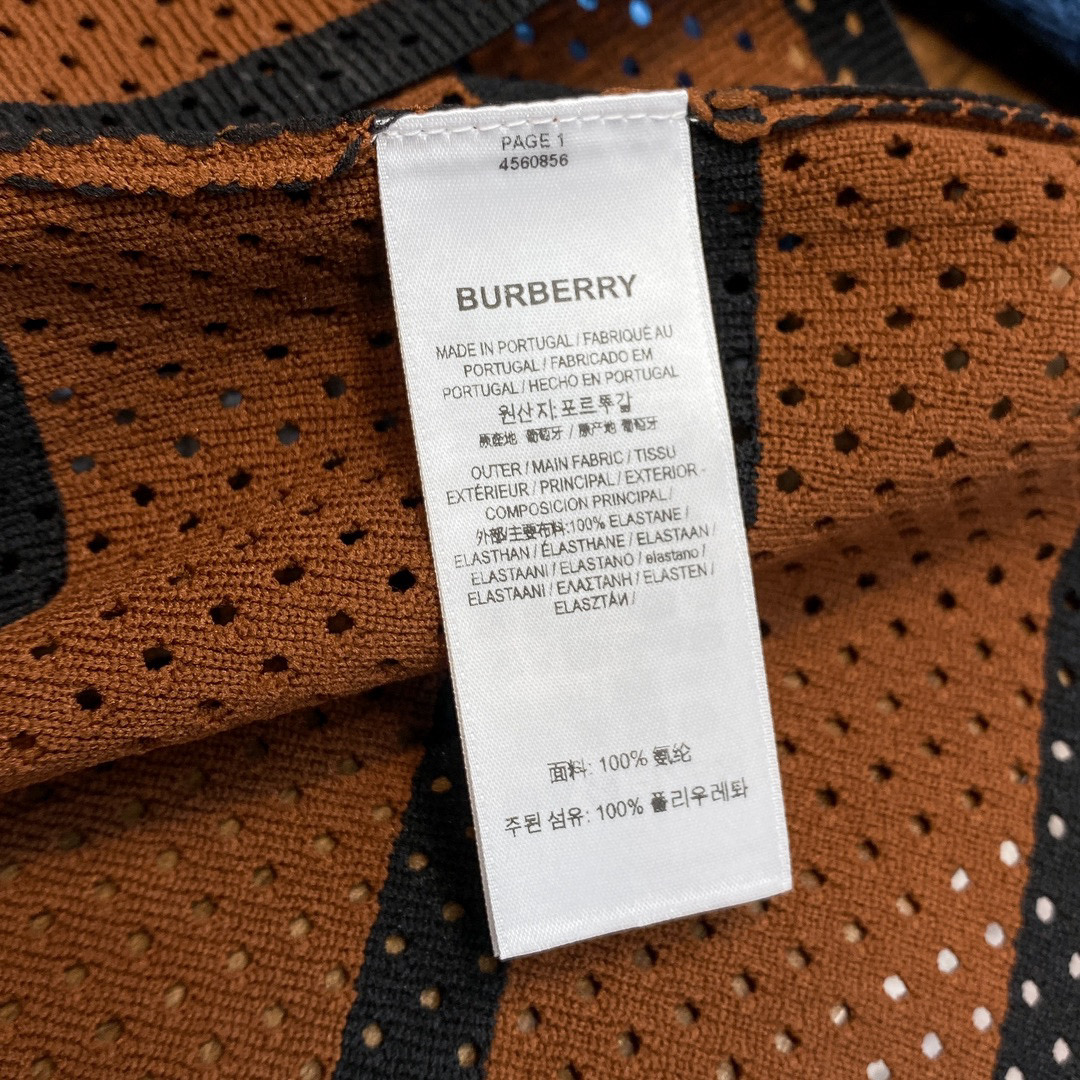 PAGE 1
4560856
BURBERRY
MADE IN PORTUGAL / FABRIQUÉ AU
PORTUGAL / FABRICADO EM
PORTUGAL / HECHO EN PORTUGAL
원산지: 포르투갈
原産地 葡萄牙 / 原产地 葡萄牙
OUTER / MAIN FABRIC / TISSU
EXTÉRIEUR / PRINCIPAL / EXTERIOR -
COMPOSICION PRINCIPAL /
外部/主要布料:100% ELASTANE /
ELASTHAN / ÉLASTHANE / ELASTAAN /
ELASTAANI / ELASTANO / elastano /
ELASTAANI / ΕΛΑΣΤΑΝΗ / ELASTEN /
ELASZTÁN /
面料: 100% 氨纶
주된 섬유: 100% 폴리우레톼